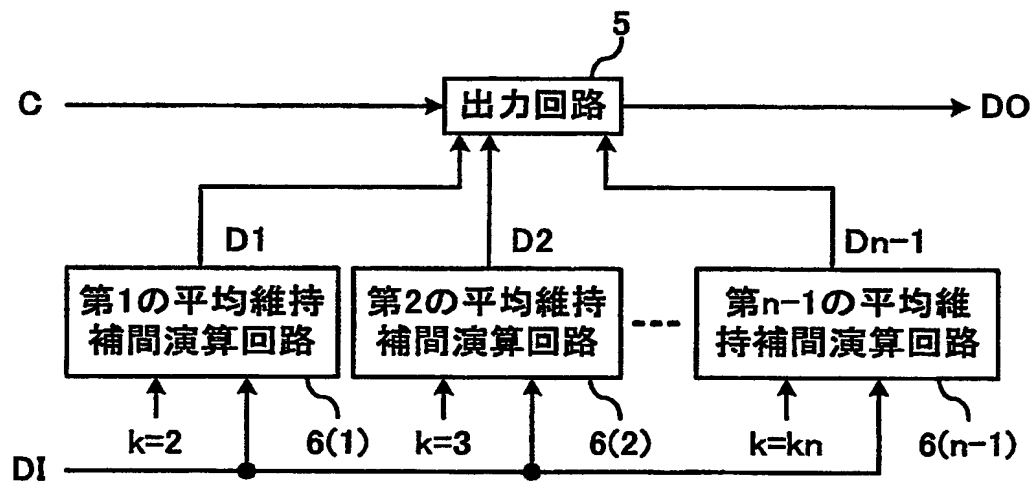 5
C
出力回路
DO
D1
D2
Dn-1
第1の平均維持
補間演算回路
第2の平均維持
補間演算回路
第n-1の平均維
持補間演算回路
k=2
6(1)
k=3
6(2)
k=kn
6(n-1)
DI